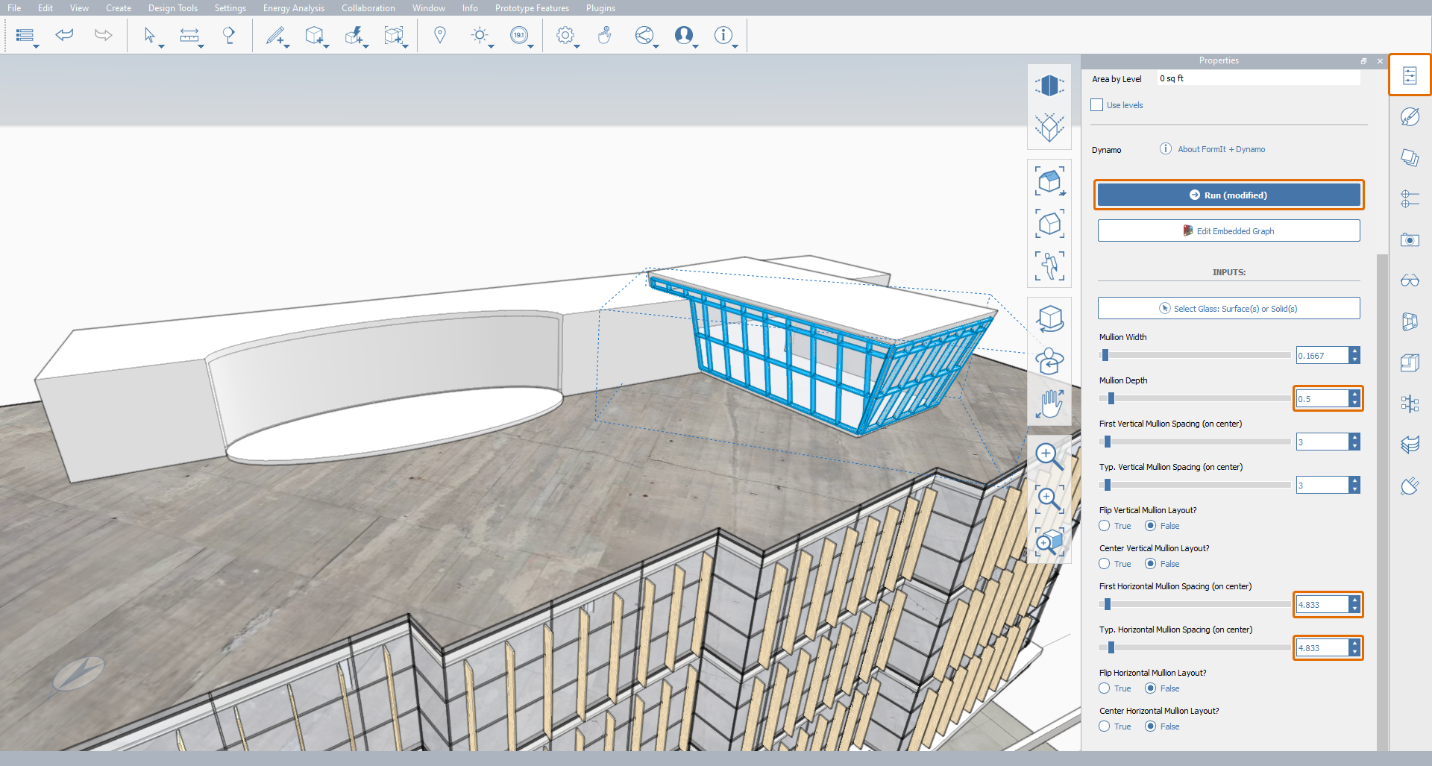 File Edit View Create Design Tools Settings Energy Analysis Collaboration Window Info Prototype Features Plugins
Properties
Area by Level 0 sq ft
Use levels
Dynamo About FormIt + Dynamo
Run (modified)
Edit Embedded Graph
INPUTS:
Select Glass: Surface(s) or Solid(s)
Mullion Width
0.1667
Mullion Depth
0.5
First Vertical Mullion Spacing (on center)
3
Typ. Vertical Mullion Spacing (on center)
3
Flip Vertical Mullion Layout?
True False
Center Vertical Mullion Layout?
True False
First Horizontal Mullion Spacing (on center)
4.833
Typ. Horizontal Mullion Spacing (on center)
4.833
Flip Horizontal Mullion Layout?
True False
Center Horizontal Mullion Layout?
True False